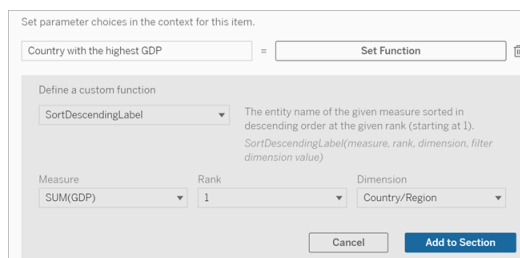 Set parameter choices in the context for this item.
Country with the highest GDP = Set Function
Define a custom function
SortDescendingLabel
The entity name of the given measure sorted in
descending order at the given rank (starting at 1).
SortDescendingLabel(measure, rank, dimension, filter
dimension value)
Measure Rank Dimension
SUM(GDP) 1 Country/Region
Cancel Add to Section